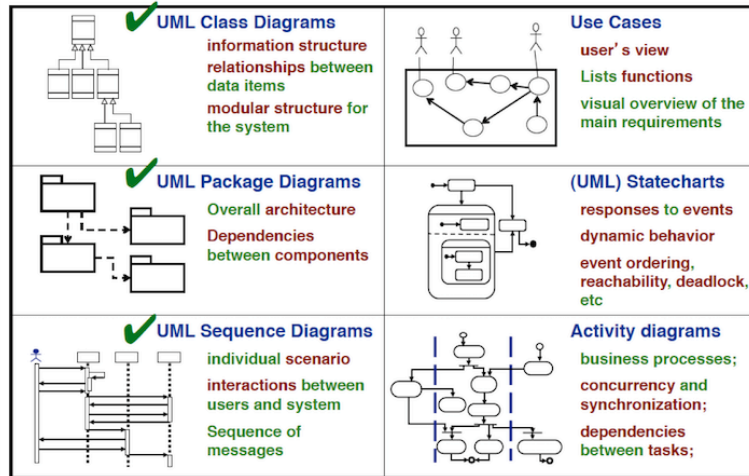 UML Class Diagrams
information structure
relationships between
data items
modular structure for
the system
Use Cases
user's view
Lists functions
visual overview of the
main requirements
UML Package Diagrams
Overall architecture
Dependencies
between components
(UML) Statecharts
responses to events
dynamic behavior
event ordering,
reachability, deadlock,
etc
UML Sequence Diagrams
individual scenario
interactions between
users and system
Sequence of
messages
Activity diagrams
business processes;
concurrency and
synchronization;
dependencies
between tasks;